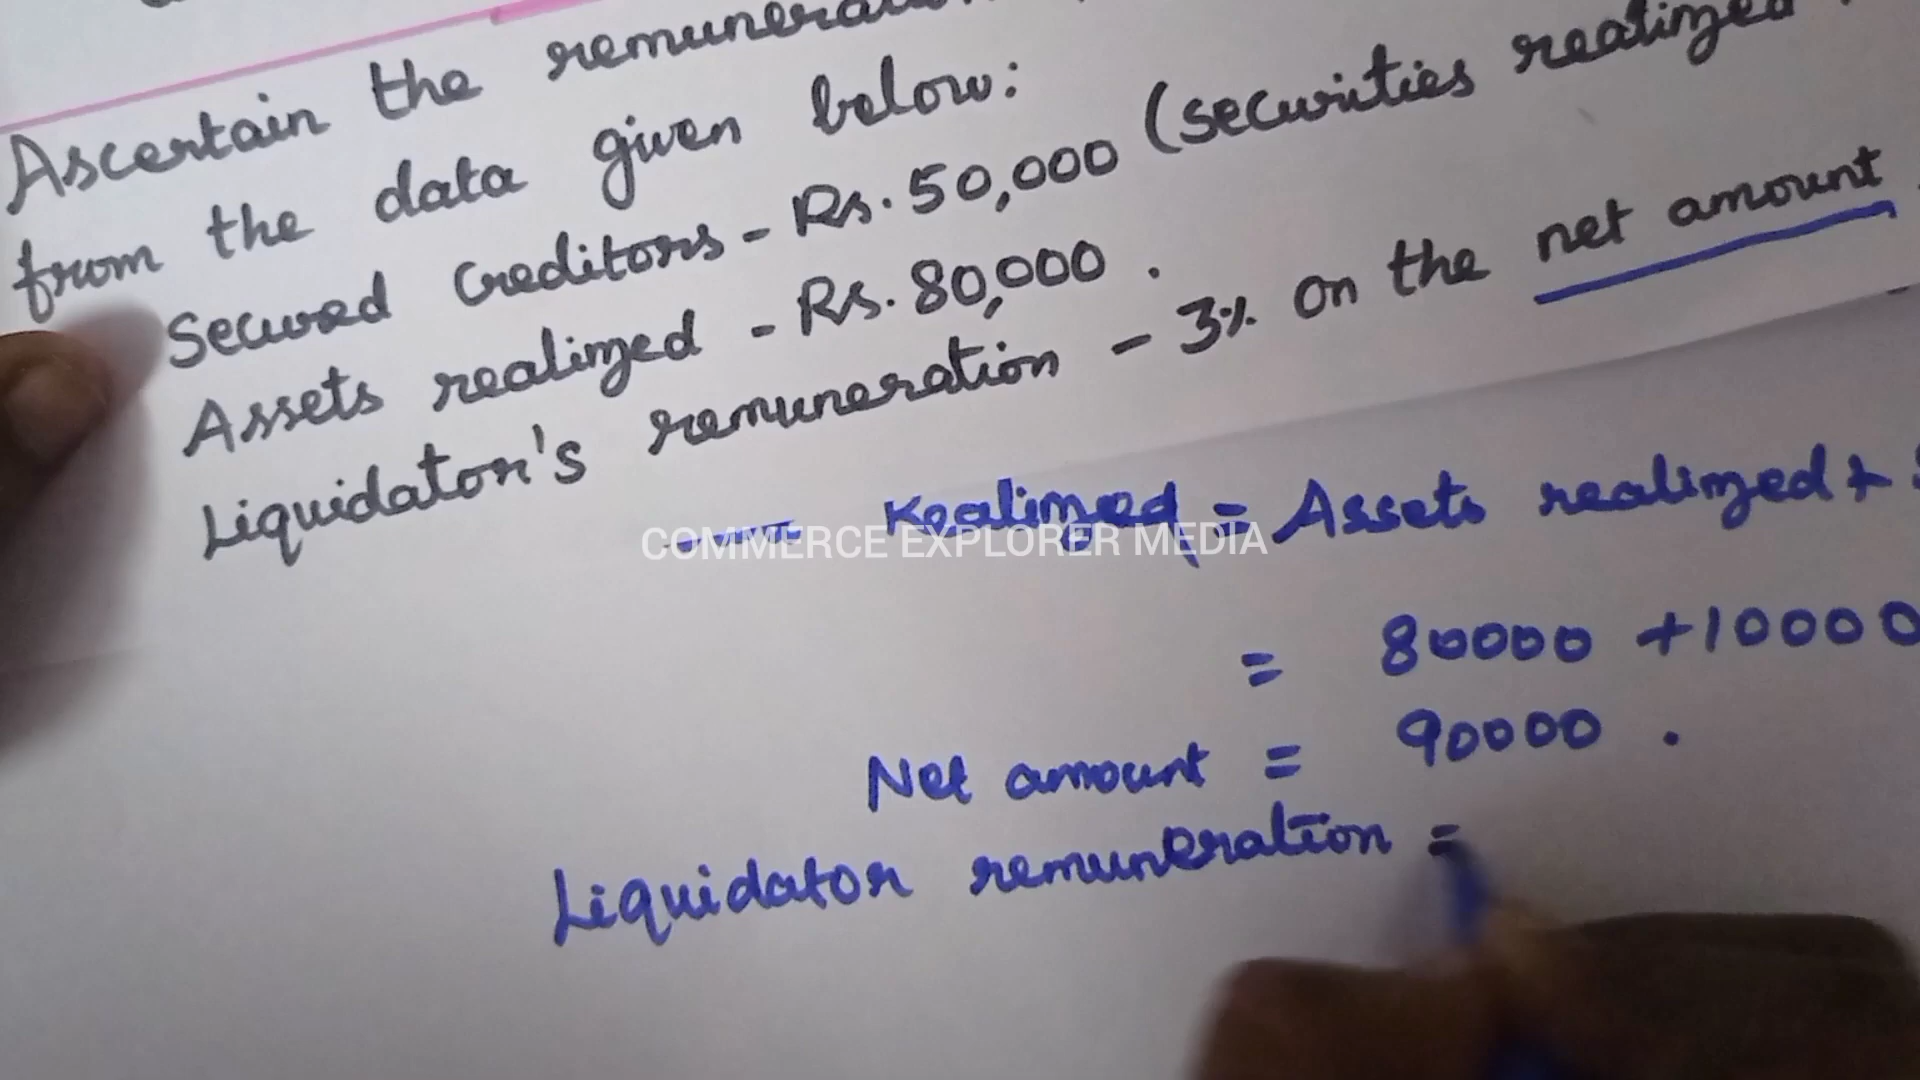 Ascertain the
from the data given below:
Secured Creditors - Rs. 50,000 (securities realized
Assets realized - Rs. 80,000.
Liquidator's remuneration - 3% on the net amount
Realized = Assets realized +
= 80000 + 10000
Net amount = 90000.
Liquidator remuneration =
COMMERCE EXPLORER MEDIA